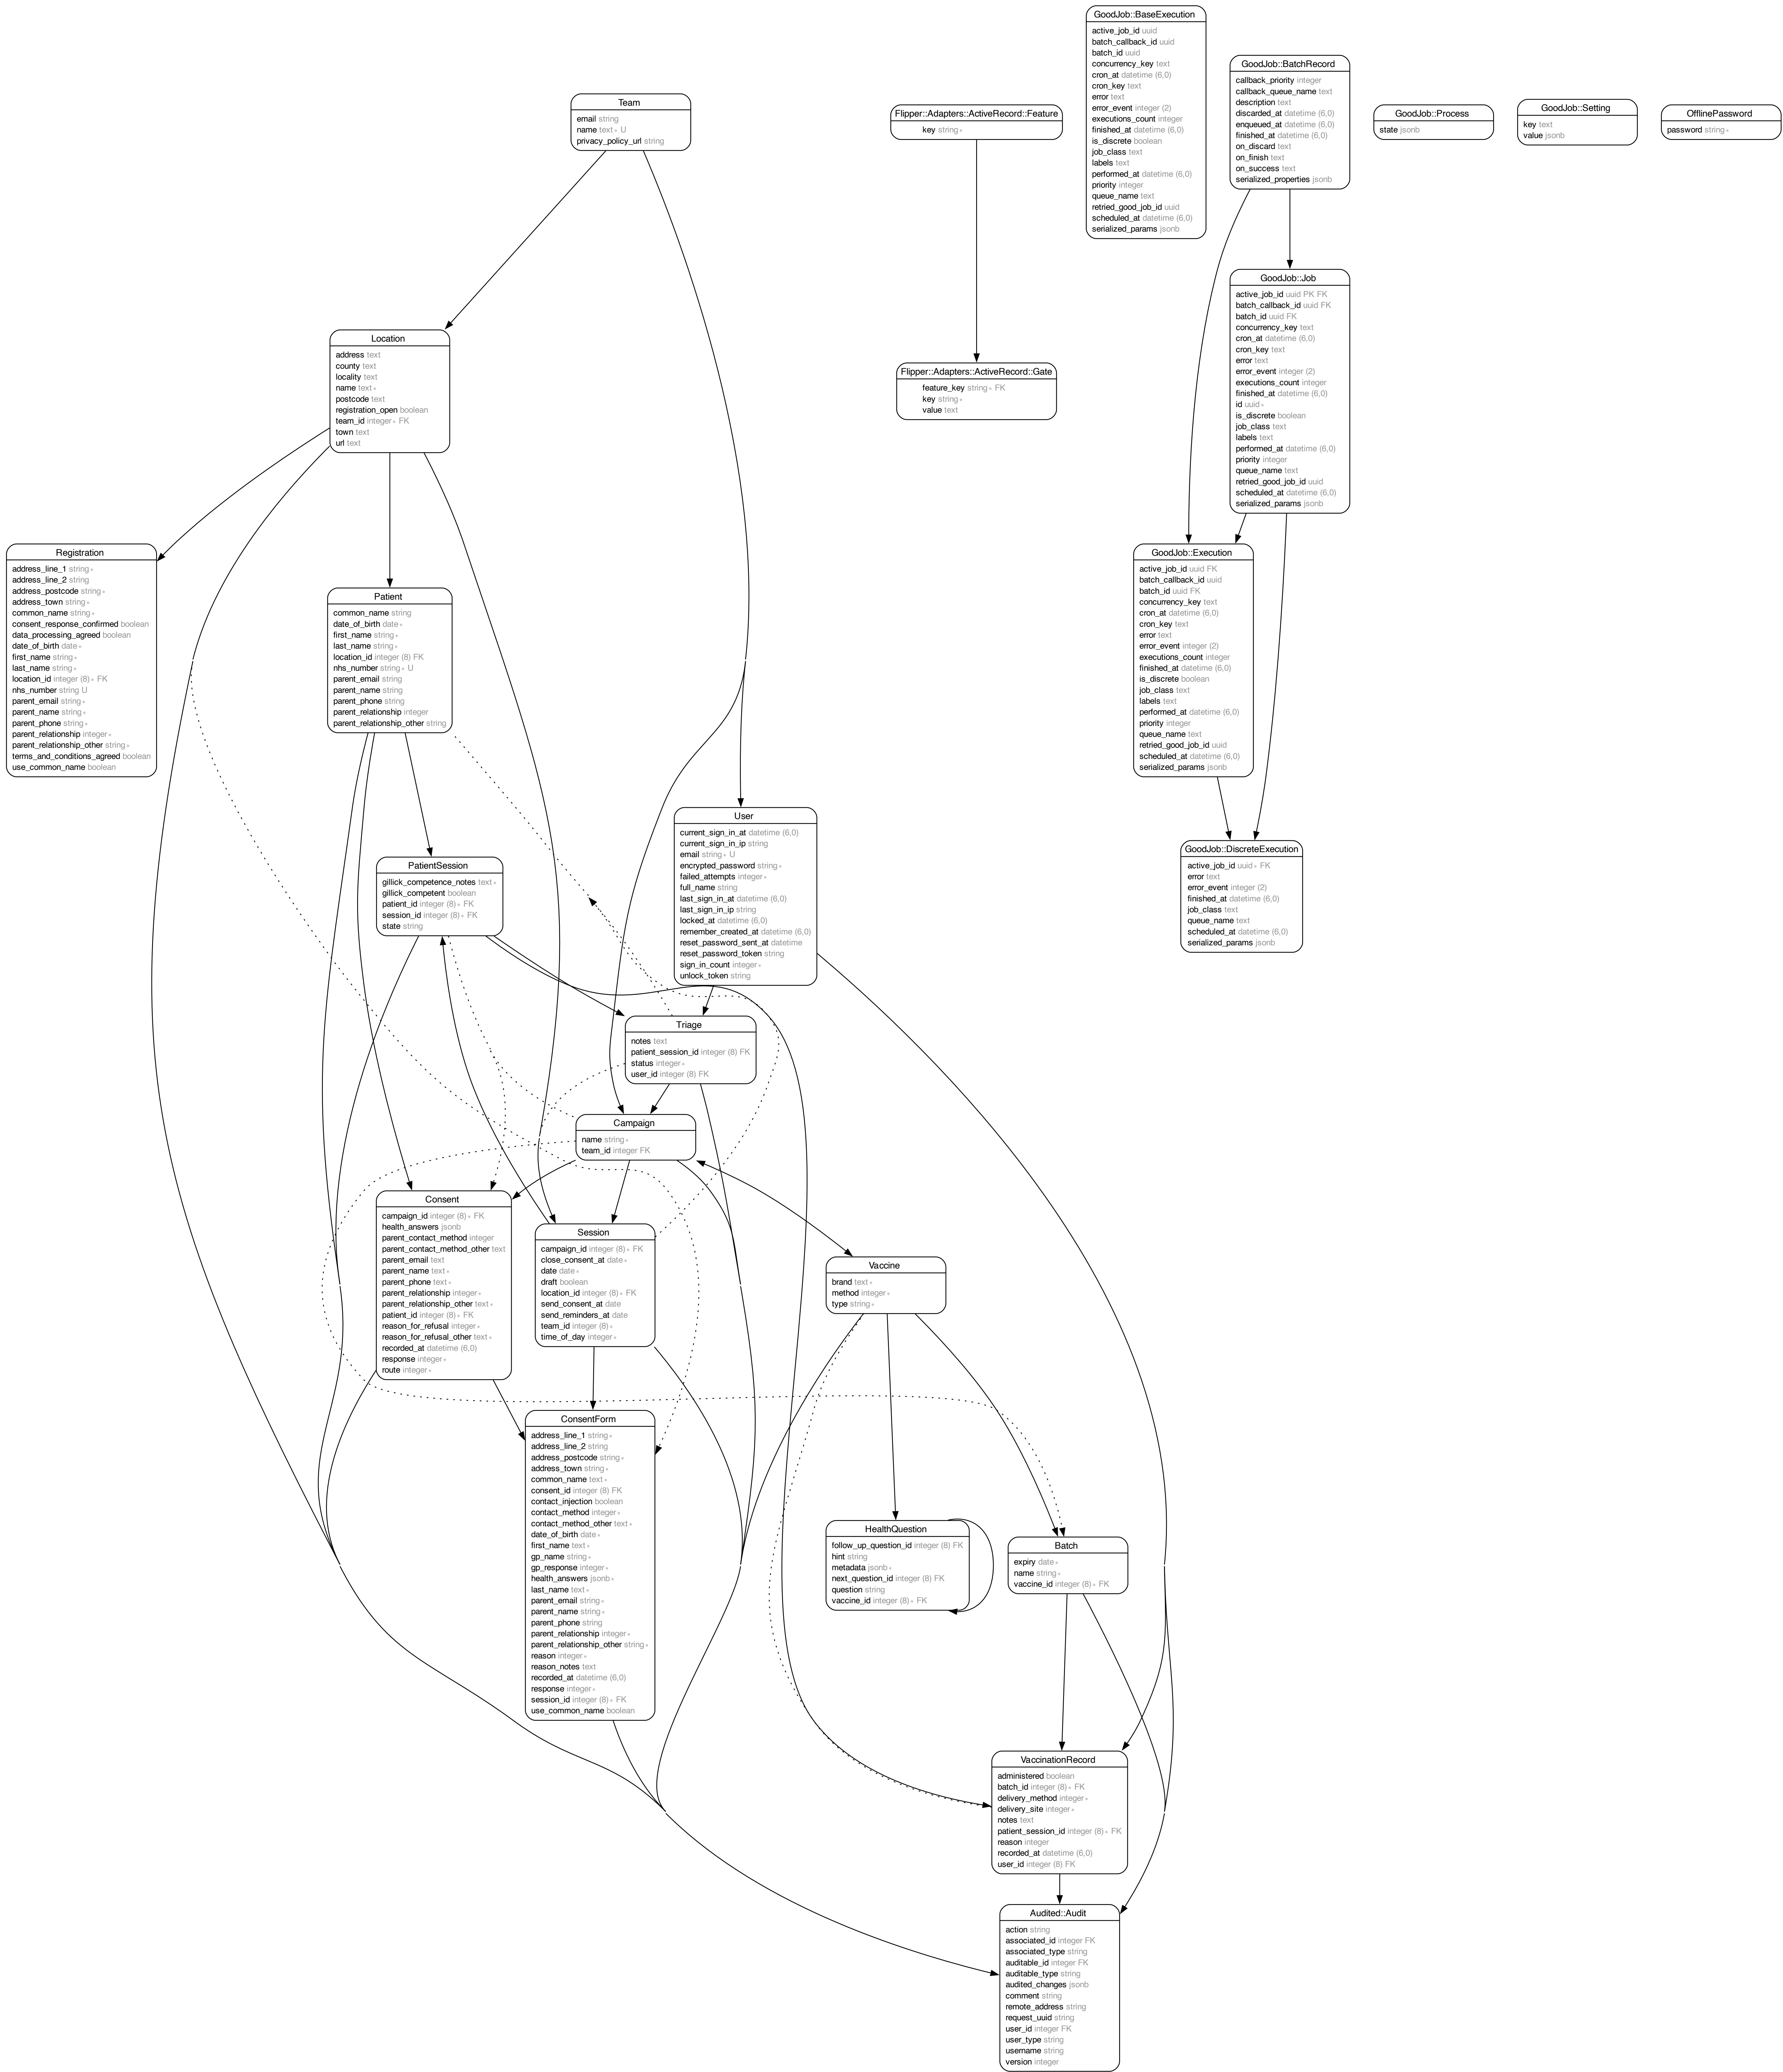 GoodJob::BaseExecution
active_job_id uuid
batch_callback_id uuid
batch_id uuid
concurrency_key text
cron_at datetime (6,0)
cron_key text
error text
error_event integer (2)
executions_count integer
finished_at datetime (6,0)
is_discrete boolean
job_class text
labels text
performed_at datetime (6,0)
priority integer
queue_name text
retried_good_job_id uuid
scheduled_at datetime (6,0)
serialized_params jsonb
GoodJob::BatchRecord
callback_priority integer
callback_queue_name text
description text
discarded_at datetime (6,0)
enqueued_at datetime (6,0)
finished_at datetime (6,0)
on_discard text
on_finish text
on_success text
serialized_properties jsonb
Team
email string
name text∗ U
privacy_policy_url string
Flipper::Adapters::ActiveRecord::Feature
key string∗
GoodJob::Process
state jsonb
GoodJob::Setting
key text
value jsonb
OfflinePassword
password string∗
GoodJob::Job
active_job_id uuid PK FK
batch_callback_id uuid FK
batch_id uuid FK
concurrency_key text
cron_at datetime (6,0)
cron_key text
error text
error_event integer (2)
executions_count integer
finished_at datetime (6,0)
id uuid∗
is_discrete boolean
job_class text
labels text
performed_at datetime (6,0)
priority integer
queue_name text
retried_good_job_id uuid
scheduled_at datetime (6,0)
serialized_params jsonb
Location
address text
county text
locality text
name text∗
postcode text
registration_open boolean
team_id integer∗ FK
town text
url text
Flipper::Adapters::ActiveRecord::Gate
feature_key string∗ FK
key string∗
value text
Registration
address_line_1 string∗
address_line_2 string
address_postcode string∗
address_town string∗
common_name string∗
consent_response_confirmed boolean
data_processing_agreed boolean
date_of_birth date∗
first_name string∗
last_name string∗
location_id integer (8)∗ FK
nhs_number string U
parent_email string∗
parent_name string∗
parent_phone string∗
parent_relationship integer∗
parent_relationship_other string∗
terms_and_conditions_agreed boolean
use_common_name boolean
Patient
common_name string
date_of_birth date∗
first_name string∗
last_name string∗
location_id integer (8) FK
nhs_number string∗ U
parent_email string
parent_name string
parent_phone string
parent_relationship integer
parent_relationship_other string
GoodJob::Execution
active_job_id uuid FK
batch_callback_id uuid
batch_id uuid FK
concurrency_key text
cron_at datetime (6,0)
cron_key text
error text
error_event integer (2)
executions_count integer
finished_at datetime (6,0)
is_discrete boolean
job_class text
labels text
performed_at datetime (6,0)
priority integer
queue_name text
retried_good_job_id uuid
scheduled_at datetime (6,0)
serialized_params jsonb
User
current_sign_in_at datetime (6,0)
current_sign_in_ip string
email string∗ U
encrypted_password string∗
failed_attempts integer∗
full_name string
last_sign_in_at datetime (6,0)
last_sign_in_ip string
locked_at datetime (6,0)
remember_created_at datetime (6,0)
reset_password_sent_at datetime
reset_password_token string
sign_in_count integer∗
unlock_token string
GoodJob::DiscreteExecution
active_job_id uuid∗ FK
error text
error_event integer (2)
finished_at datetime (6,0)
job_class text
queue_name text
scheduled_at datetime (6,0)
serialized_params jsonb
PatientSession
gillick_competence_notes text∗
gillick_competent boolean
patient_id integer (8)∗ FK
session_id integer (8)∗ FK
state string
Triage
notes text
patient_session_id integer (8) FK
status integer∗
user_id integer (8) FK
Campaign
name string∗
team_id integer FK
Consent
campaign_id integer (8)∗ FK
health_answers jsonb
parent_contact_method integer
parent_contact_method_other text
parent_email text
parent_name text∗
parent_phone text∗
parent_relationship integer∗
parent_relationship_other text∗
patient_id integer (8)∗ FK
reason_for_refusal integer∗
reason_for_refusal_other text∗
recorded_at datetime (6,0)
response integer∗
route integer∗
Session
campaign_id integer (8)∗ FK
close_consent_at date∗
date date∗
draft boolean
location_id integer (8)∗ FK
send_consent_at date
send_reminders_at date
team_id integer (8)∗
time_of_day integer∗
Vaccine
brand text∗
method integer∗
type string∗
ConsentForm
address_line_1 string∗
address_line_2 string
address_postcode string∗
address_town string∗
common_name text∗
consent_id integer (8) FK
contact_injection boolean
contact_method integer∗
contact_method_other text∗
date_of_birth date∗
first_name text∗
gp_name string∗
gp_response integer∗
health_answers jsonb∗
last_name text∗
parent_email string∗
parent_name string∗
parent_phone string
parent_relationship integer∗
parent_relationship_other string∗
reason integer∗
reason_notes text
recorded_at datetime (6,0)
response integer∗
session_id integer (8)∗ FK
use_common_name boolean
HealthQuestion
follow_up_question_id integer (8) FK
hint string
metadata jsonb∗
next_question_id integer (8) FK
question string
vaccine_id integer (8)∗ FK
Batch
expiry date∗
name string∗
vaccine_id integer (8)∗ FK
VaccinationRecord
administered boolean
batch_id integer (8)∗ FK
delivery_method integer∗
delivery_site integer∗
notes text
patient_session_id integer (8)∗ FK
reason integer
recorded_at datetime (6,0)
user_id integer (8) FK
Audited::Audit
action string
associated_id integer FK
associated_type string
auditable_id integer FK
auditable_type string
audited_changes jsonb
comment string
remote_address string
request_uuid string
user_id integer FK
user_type string
username string
version integer